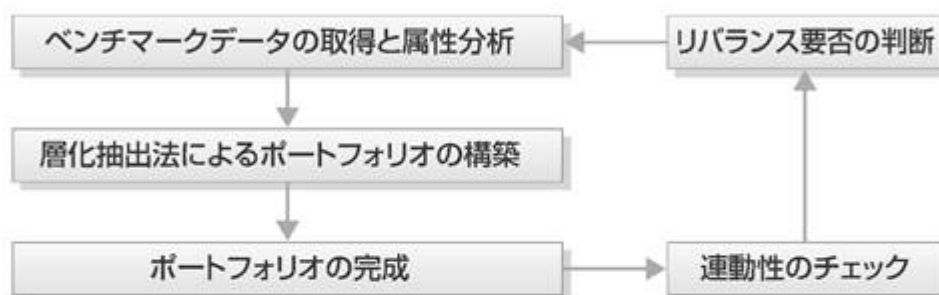 ベンチマークデータの取得と属性分析
リバランス要否の判断
層化抽出法によるポートフォリオの構築
ポートフォリオの完成
連動性のチェック